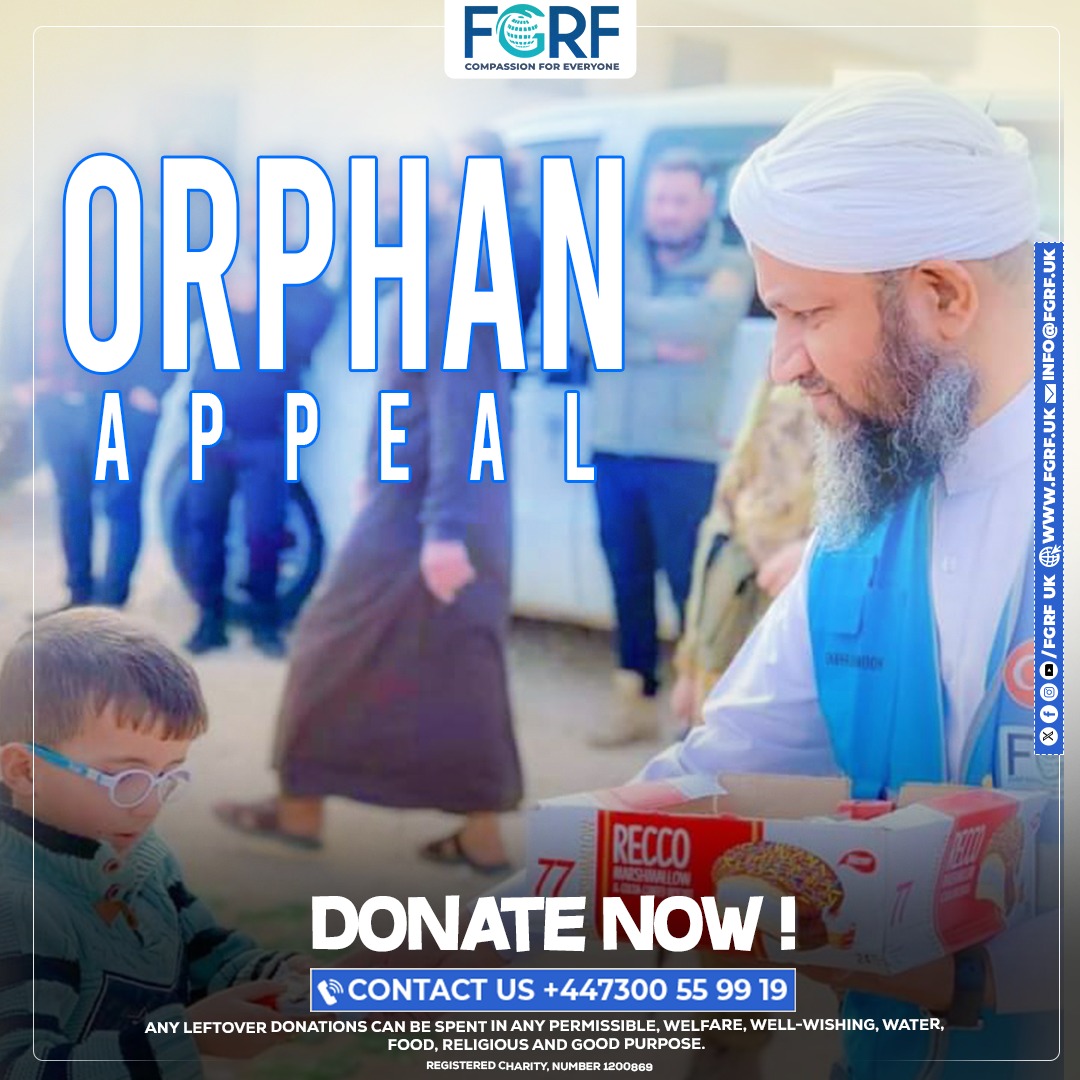 FGRF
COMPASSION FOR EVERYONE
ORPHAN
APPEAL
/FGRF UK WWW.FGRF.UK INFO@FGRF.UK
RECCO
MARSHMALLOW
77
RECCO
77
DONATE NOW !
CONTACT US +447300 55 99 19
ANY LEFTOVER DONATIONS CAN BE SPENT IN ANY PERMISSIBLE, WELFARE, WELL-WISHING, WATER,
FOOD, RELIGIOUS AND GOOD PURPOSE.
REGISTERED CHARITY, NUMBER 1200869